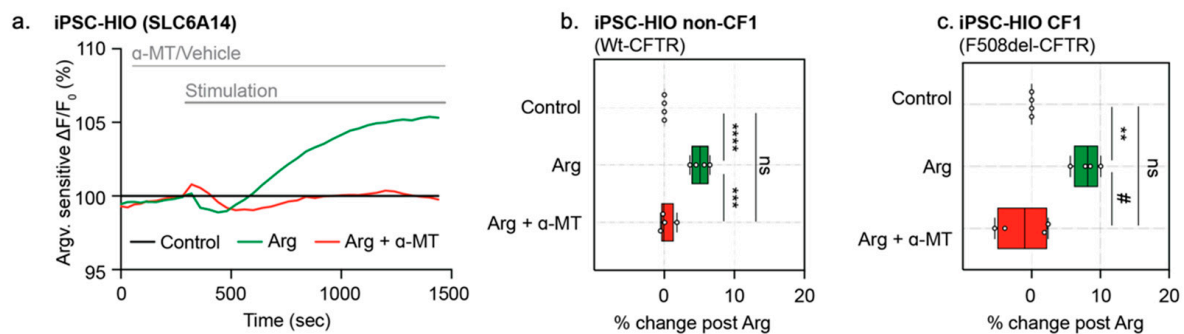 a. iPSC-HIO (SLC6A14)
Argv. sensitive ΔF/F0 (%)
110
105
100
95
α-MT/Vehicle
Stimulation
Control Arg Arg + α-MT
0 500 1000 1500
Time (sec)
b. iPSC-HIO non-CF1
(Wt-CFTR)
Control
Arg
Arg + α-MT
****
***
ns
0 10 20
% change post Arg
c. iPSC-HIO CF1
(F508del-CFTR)
Control
Arg
Arg + α-MT
**
#
ns
0 10 20
% change post Arg